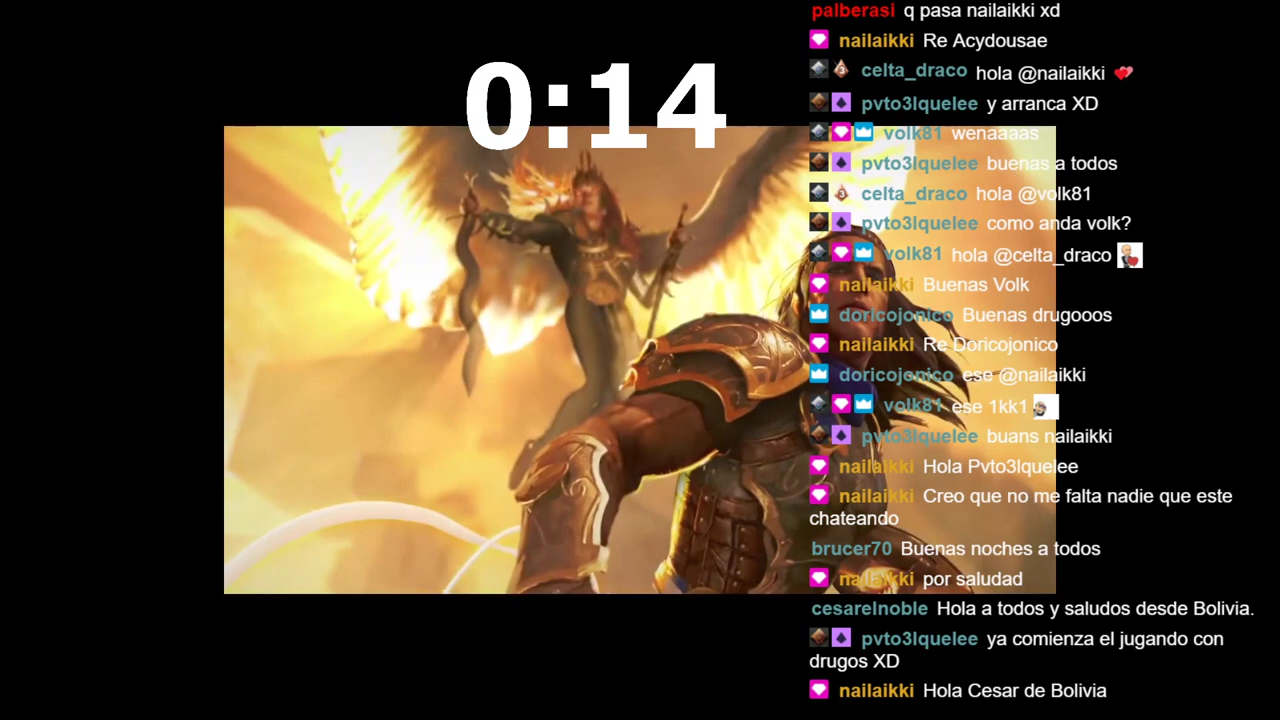 palberasi q pasa nailaikki xd
0:14
nailaikki Re Acydousae
celta_draco hola @nailaikki
pvto3lquelee y arranca XD
volk81 wenaaaas
pvto3lquelee buenas a todos
celta_draco hola @volk81
pvto3lquelee como anda volk?
volk81 hola @celta_draco
nailaikki Buenas Volk
doricojonico Buenas drugooos
nailaikki Re Doricojonico
doricojonico ese @nailaikki
volk81 ese 1kk1
pvto3lquelee buans nailaikki
nailaikki Hola Pvto3lquelee
nailaikki Creo que no me falta nadie que este
chateando
brucer70 Buenas noches a todos
nailaikki por saludad
cesarelnoble Hola a todos y saludos desde Bolivia.
pvto3lquelee ya comienza el jugando con
drugos XD
nailaikki Hola Cesar de Bolivia